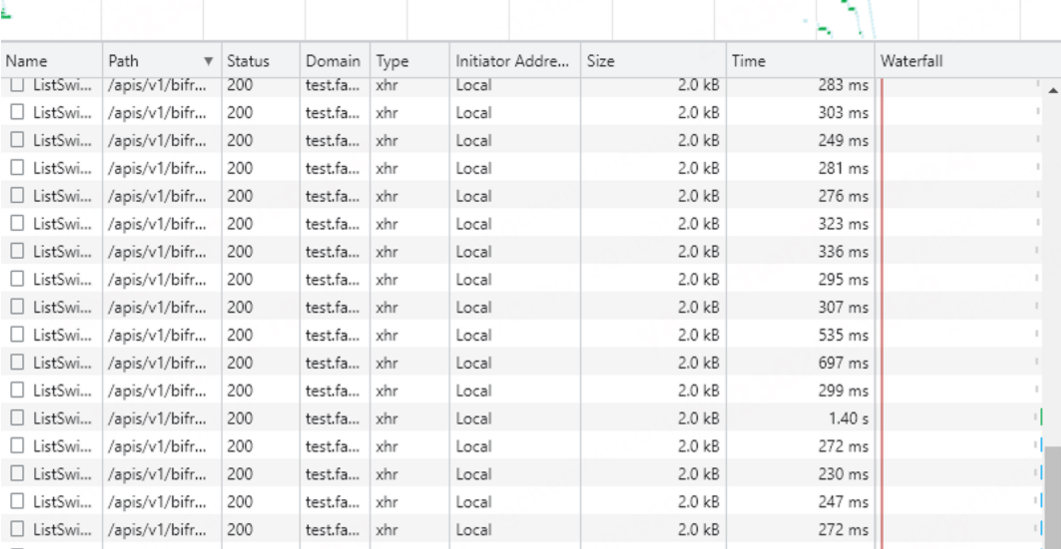 Name Path ▼ Status Domain Type Initiator Addre... Size Time Waterfall
ListSwi... /apis/v1/bifr... 200 test.fa... xhr Local 2.0 kB 283 ms
ListSwi... /apis/v1/bifr... 200 test.fa... xhr Local 2.0 kB 303 ms
ListSwi... /apis/v1/bifr... 200 test.fa... xhr Local 2.0 kB 249 ms
ListSwi... /apis/v1/bifr... 200 test.fa... xhr Local 2.0 kB 281 ms
ListSwi... /apis/v1/bifr... 200 test.fa... xhr Local 2.0 kB 276 ms
ListSwi... /apis/v1/bifr... 200 test.fa... xhr Local 2.0 kB 323 ms
ListSwi... /apis/v1/bifr... 200 test.fa... xhr Local 2.0 kB 336 ms
ListSwi... /apis/v1/bifr... 200 test.fa... xhr Local 2.0 kB 295 ms
ListSwi... /apis/v1/bifr... 200 test.fa... xhr Local 2.0 kB 307 ms
ListSwi... /apis/v1/bifr... 200 test.fa... xhr Local 2.0 kB 535 ms
ListSwi... /apis/v1/bifr... 200 test.fa... xhr Local 2.0 kB 697 ms
ListSwi... /apis/v1/bifr... 200 test.fa... xhr Local 2.0 kB 299 ms
ListSwi... /apis/v1/bifr... 200 test.fa... xhr Local 2.0 kB 1.40 s
ListSwi... /apis/v1/bifr... 200 test.fa... xhr Local 2.0 kB 272 ms
ListSwi... /apis/v1/bifr... 200 test.fa... xhr Local 2.0 kB 230 ms
ListSwi... /apis/v1/bifr... 200 test.fa... xhr Local 2.0 kB 247 ms
ListSwi... /apis/v1/bifr... 200 test.fa... xhr Local 2.0 kB 272 ms